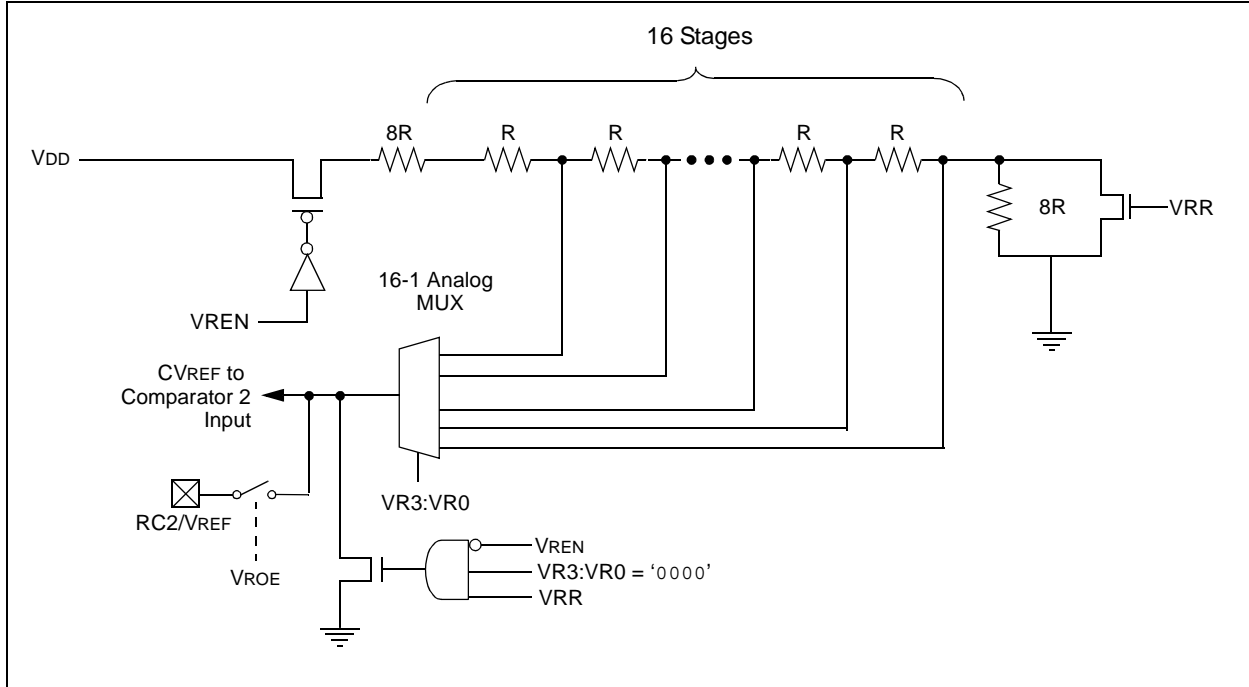 16 Stages
8R
R
R
R
R
VDD
8R
VRR
16-1 Analog
MUX
VREN
CVREF to
Comparator 2
Input
VR3:VR0
RC2/VREF
VREN
VR3:VR0 = ‘0000’
VROE
VRR